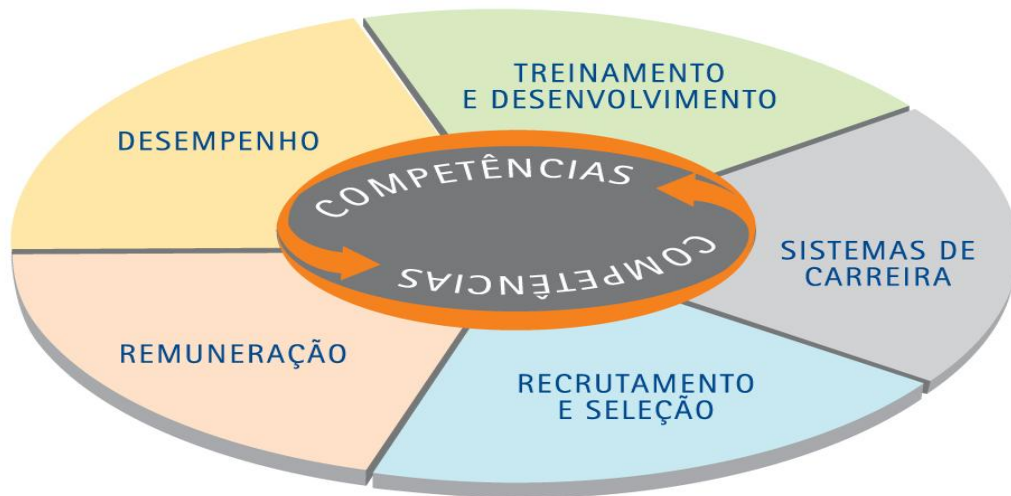 TREINAMENTO
E DESENVOLVIMENTO
DESEMPENHO
COMPETÊNCIAS
SISTEMAS DE
CARREIRA
COMPETÊNCIAS
REMUNERAÇÃO
RECRUTAMENTO
E SELEÇÃO